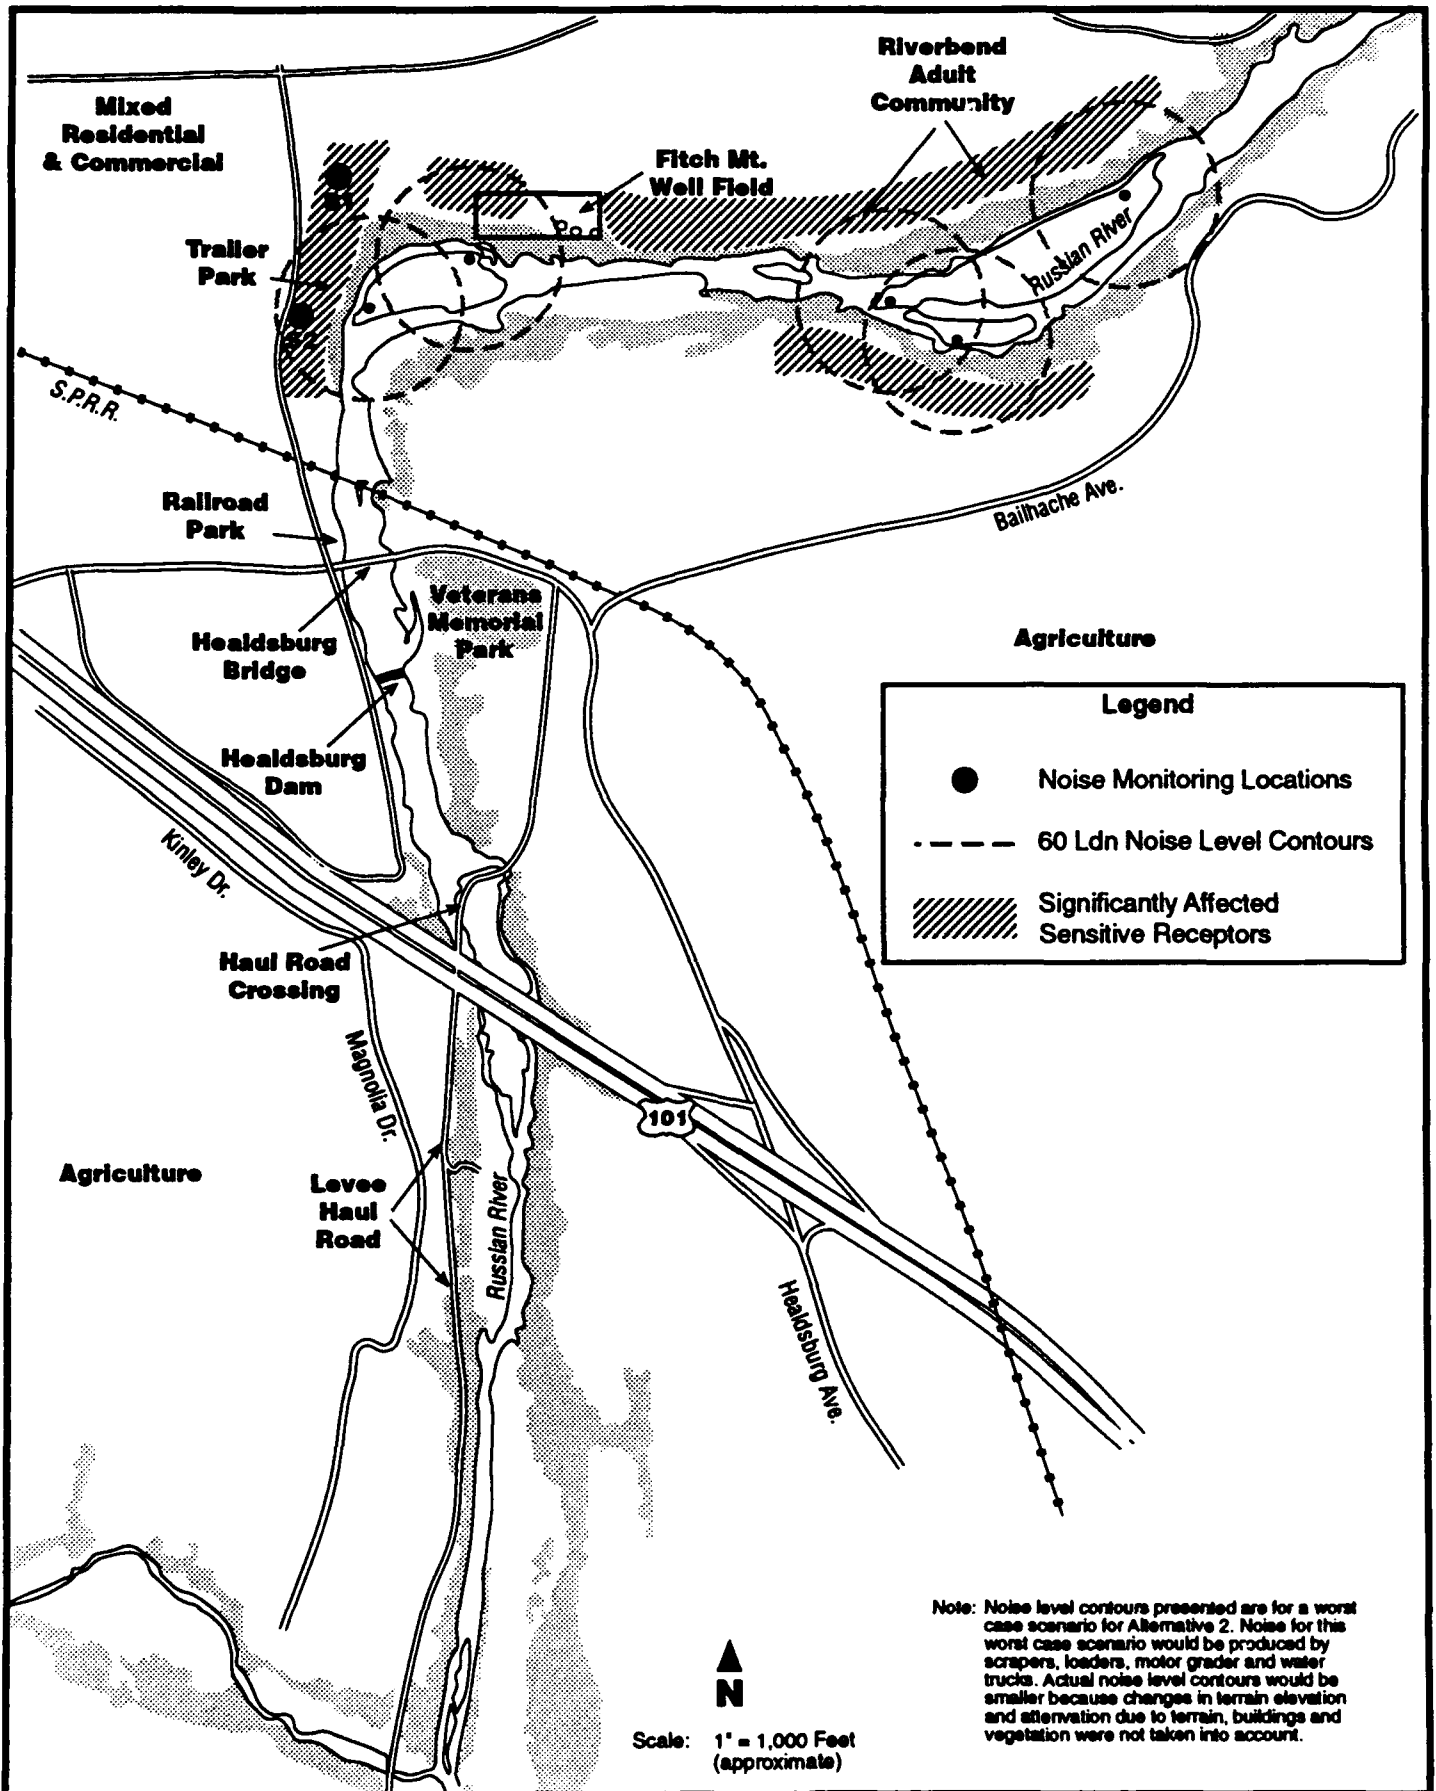 Riverbend
Adult
Community
Mixed
Residential
& Commercial
Fitch Mt.
Well Field
Trailer
Park
Russian River
S.P.R.R.
Railroad
Park
Bailhache Ave.
Veterans
Memorial
Park
Healdsburg
Bridge
Agriculture
Healdsburg
Dam
Legend
Noise Monitoring Locations
60 Ldn Noise Level Contours
Significantly Affected
Sensitive Receptors
Kinley Dr.
Haul Road
Crossing
Magnolia Dr.
101
Agriculture
Levee
Haul
Road
Russian River
Healdsburg Ave.
Note: Noise level contours presented are for a worst
case scenario for Alternative 2. Noise for this
worst case scenario would be produced by
scrapers, loaders, motor grader and water
trucks. Actual noise level contours would be
smaller because changes in terrain elevation
and attenvation due to terrain, buildings and
vegetation were not taken into account.
N
Scale: 1" = 1,000 Feet
(approximate)